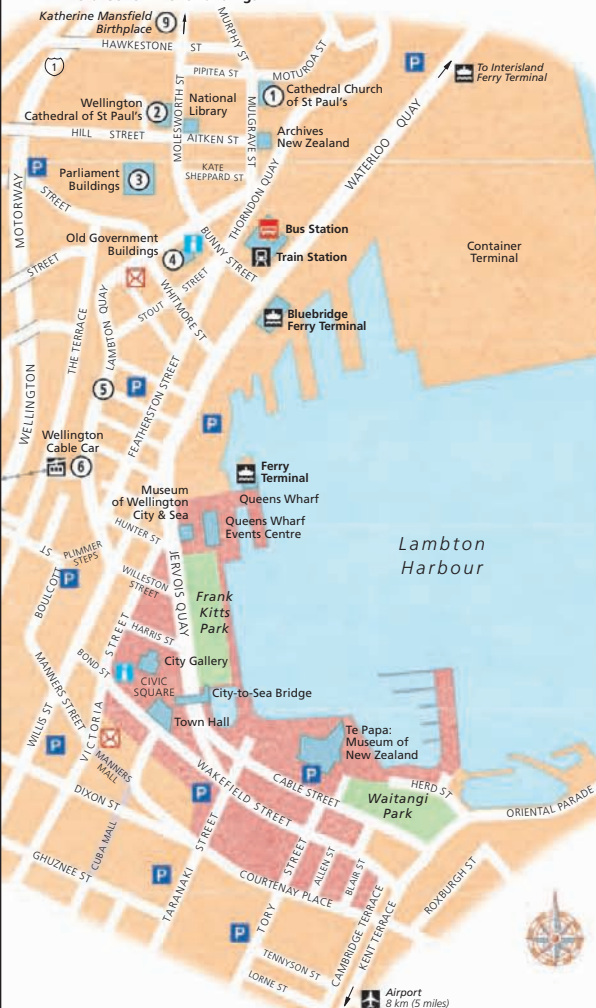 Katherine Mansfield
Birthplace 9
HAWKESTONE ST
MURPHY ST
1
PIPITEA ST
MOTUROA ST
P
To Interisland
Ferry Terminal
MOLESWORTH ST
National
Library
1 Cathedral Church
of St Paul's
Wellington
Cathedral of St Paul's 2
MULGRAVE ST
HILL STREET
AITKEN ST
Archives
New Zealand
WATERLOO QUAY
P
Parliament
Buildings 3
KATE
SHEPPARD ST
THORNDON QUAY
MOTORWAY
STREET
Old Government
Buildings
4
i
BUNNY STREET
Bus Station
Train Station
Container
Terminal
STREET
WHITMORE ST
STOUT STREET
Bluebridge
Ferry Terminal
THE TERRACE
LAMBTON QUAY
5
P
FEATHERSTON STREET
WELLINGTON
P
Wellington
Cable Car
6
Ferry
Terminal
Museum
of Wellington
City & Sea
Queens Wharf
Queens Wharf
Events Centre
HUNTER ST
Lambton
Harbour
PLIMMER
STEPS
BOULCOTT ST
P
JERVOIS QUAY
WILLESTON
STREET
Frank
Kitts
Park
HARRIS ST
BOND ST
City Gallery
i
CIVIC
SQUARE
City-to-Sea Bridge
MANNERS STREET
WILLIS ST
VICTORIA STREET
Town Hall
Te Papa:
Museum of
New Zealand
P
MANNERS
MALL
WAKEFIELD STREET
CABLE STREET
P
HERD ST
Waitangi
Park
ORIENTAL PARADE
DIXON ST
P
CUBA MALL
GHUZNEE ST
TARANAKI STREET
P
COURTENAY PLACE
TORY STREET
ALLEN ST
BLAIR ST
ROXBURGH ST
CAMBRIDGE TERRACE
KENT TERRACE
P
TENNYSON ST
LORNE ST
Airport
8 km (5 miles)